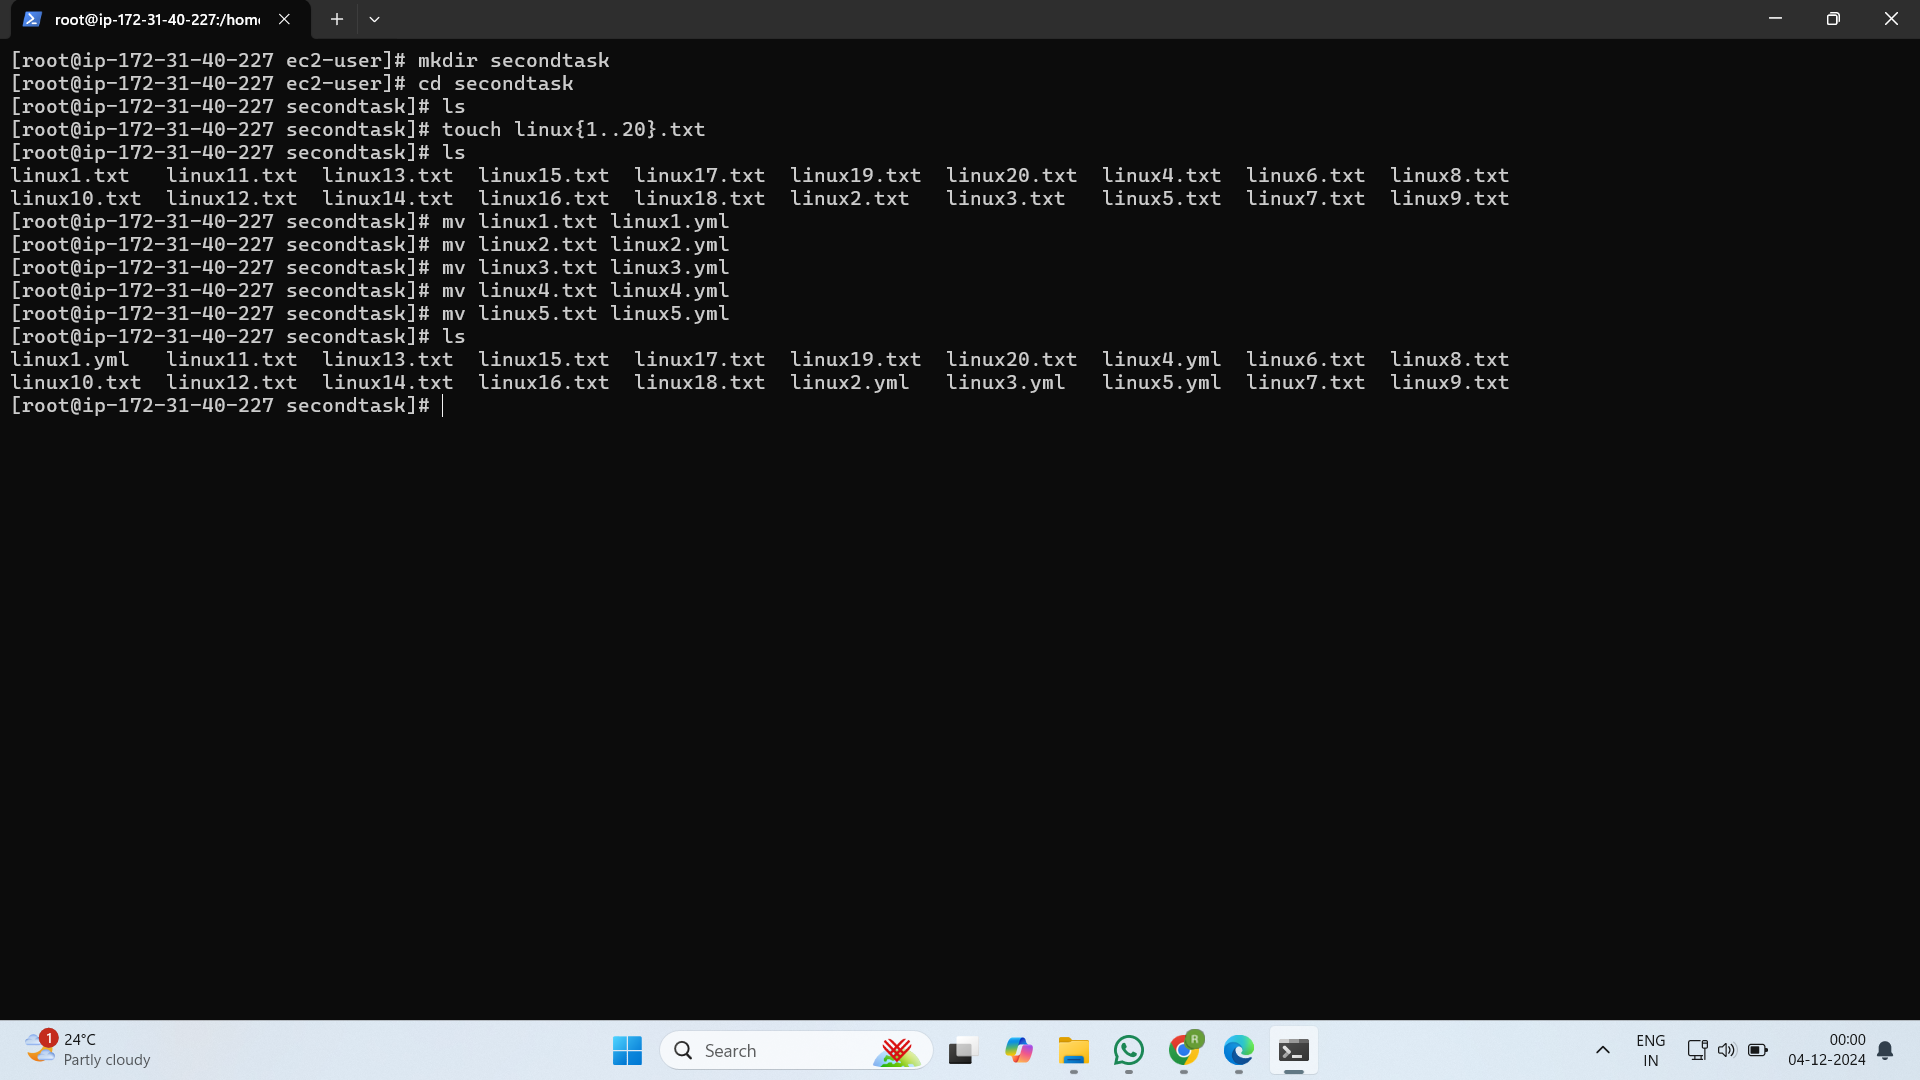 root@ip-172-31-40-227:/hom
[root@ip-172-31-40-227 ec2-user]# mkdir secondtask
[root@ip-172-31-40-227 ec2-user]# cd secondtask
[root@ip-172-31-40-227 secondtask]# ls
[root@ip-172-31-40-227 secondtask]# touch linux{1..20}.txt
[root@ip-172-31-40-227 secondtask]# ls
linux1.txt   linux11.txt  linux13.txt  linux15.txt  linux17.txt  linux19.txt  linux20.txt  linux4.txt  linux6.txt  linux8.txt
linux10.txt  linux12.txt  linux14.txt  linux16.txt  linux18.txt  linux2.txt   linux3.txt   linux5.txt  linux7.txt  linux9.txt
[root@ip-172-31-40-227 secondtask]# mv linux1.txt linux1.yml
[root@ip-172-31-40-227 secondtask]# mv linux2.txt linux2.yml
[root@ip-172-31-40-227 secondtask]# mv linux3.txt linux3.yml
[root@ip-172-31-40-227 secondtask]# mv linux4.txt linux4.yml
[root@ip-172-31-40-227 secondtask]# mv linux5.txt linux5.yml
[root@ip-172-31-40-227 secondtask]# ls
linux1.yml   linux11.txt  linux13.txt  linux15.txt  linux17.txt  linux19.txt  linux20.txt  linux4.yml  linux6.txt  linux8.txt
linux10.txt  linux12.txt  linux14.txt  linux16.txt  linux18.txt  linux2.yml   linux3.yml   linux5.yml  linux7.txt  linux9.txt
[root@ip-172-31-40-227 secondtask]#
1
24°C
Partly cloudy
Search
R
ENG
IN
00:00
04-12-2024